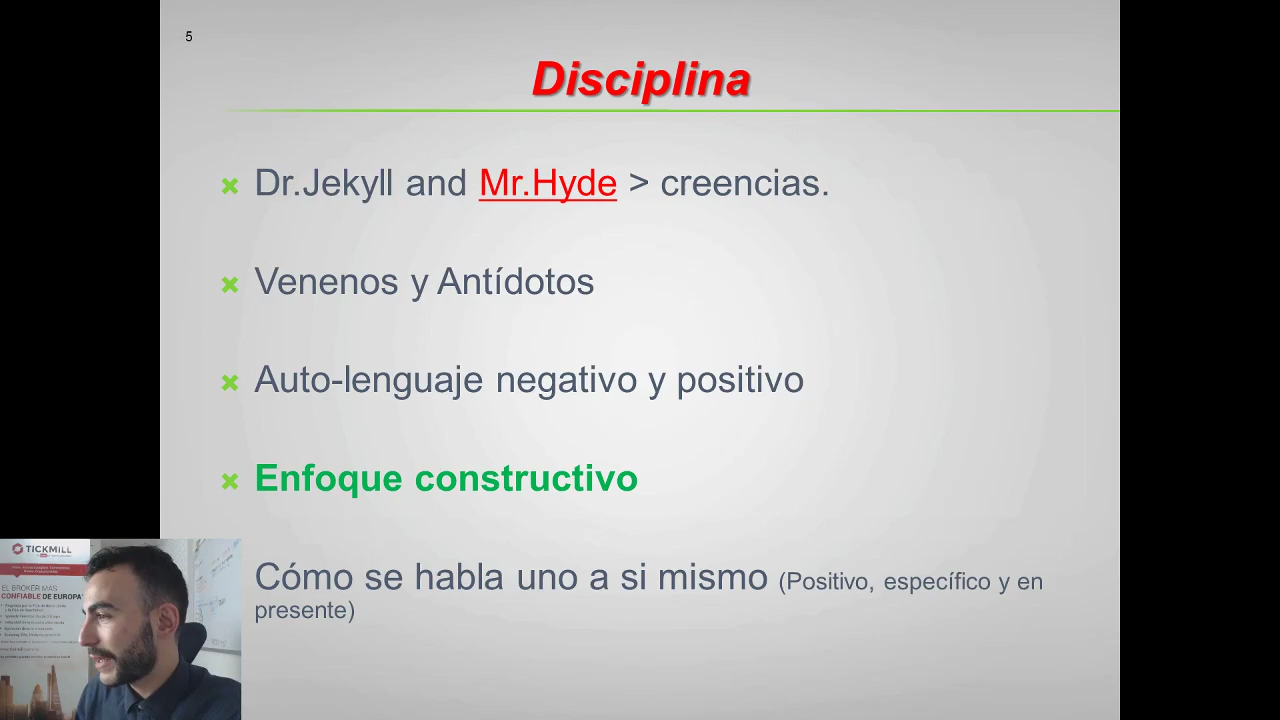 5
Disciplina
Dr.Jekyll and Mr.Hyde > creencias.
Venenos y Antídotos
Auto-lenguaje negativo y positivo
Enfoque constructivo
Cómo se habla uno a si mismo (Positivo, específico y en
presente)
TICKMILL
EL BROKER MÁS
CONFIABLE DE EUROPA